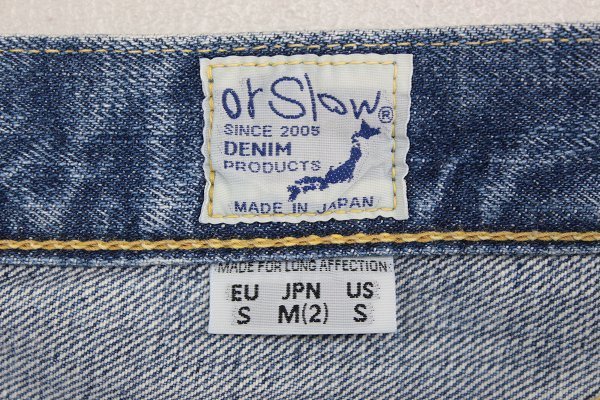 orSlow®
SINCE 2005
DENIM
PRODUCTS
MADE IN JAPAN
MADE FOR LONG AFFECTION
EU JPN US
S M(2) S